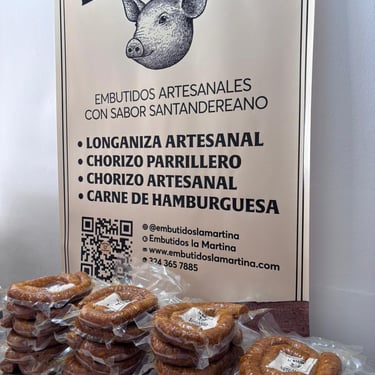 EMBUTIDOS ARTESANALES
CON SABOR SANTANDEREANO
• LONGANIZA ARTESANAL
• CHORIZO PARRILLERO
• CHORIZO ARTESANAL
• CARNE DE HAMBURGUESA
@embutidoslamartina
Embutidos la Martina
www.embutidoslamartina.com
324 365 7885